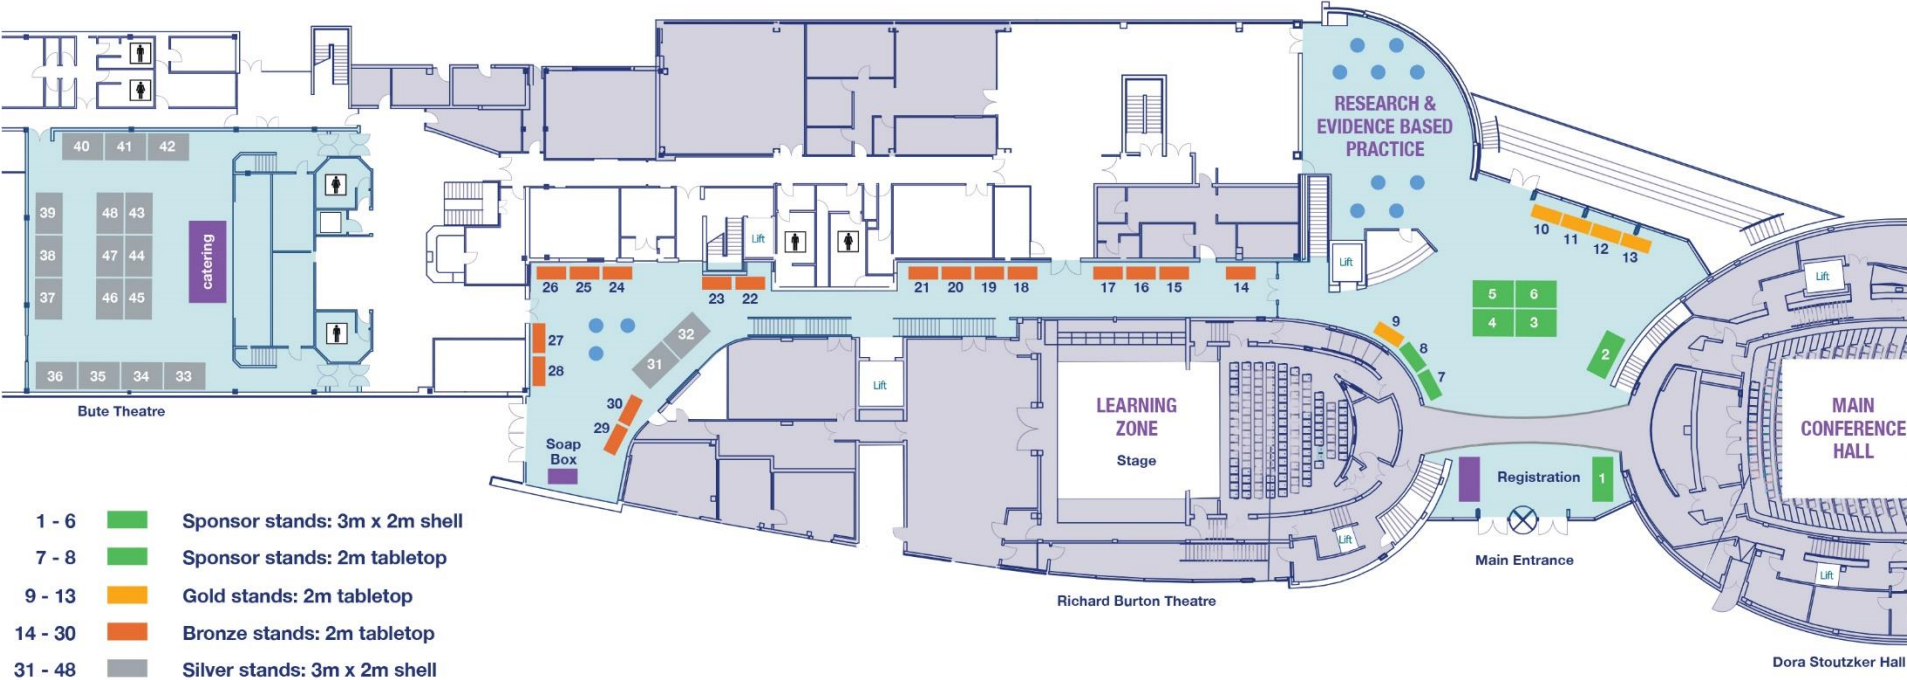 RESEARCH &
EVIDENCE BASED
PRACTICE
40 41 42
39
48 43
38
47 44
37
46 45
catering
36 35 34 33
Bute Theatre
Lift
26 25 24
23 22
21 20 19 18
17 16 15
14
27
28
32
31
30
29
Soap
Box
Lift
Lift
10 11 12 13
5 6
4 3
9
8
7
2
Lift
LEARNING
ZONE
Stage
MAIN
CONFERENCE
HALL
Registration
1
Lift
Lift
Main Entrance
Richard Burton Theatre
Dora Stoutzker Hall
1 - 6 Sponsor stands: 3m x 2m shell
7 - 8 Sponsor stands: 2m tabletop
9 - 13 Gold stands: 2m tabletop
14 - 30 Bronze stands: 2m tabletop
31 - 48 Silver stands: 3m x 2m shell